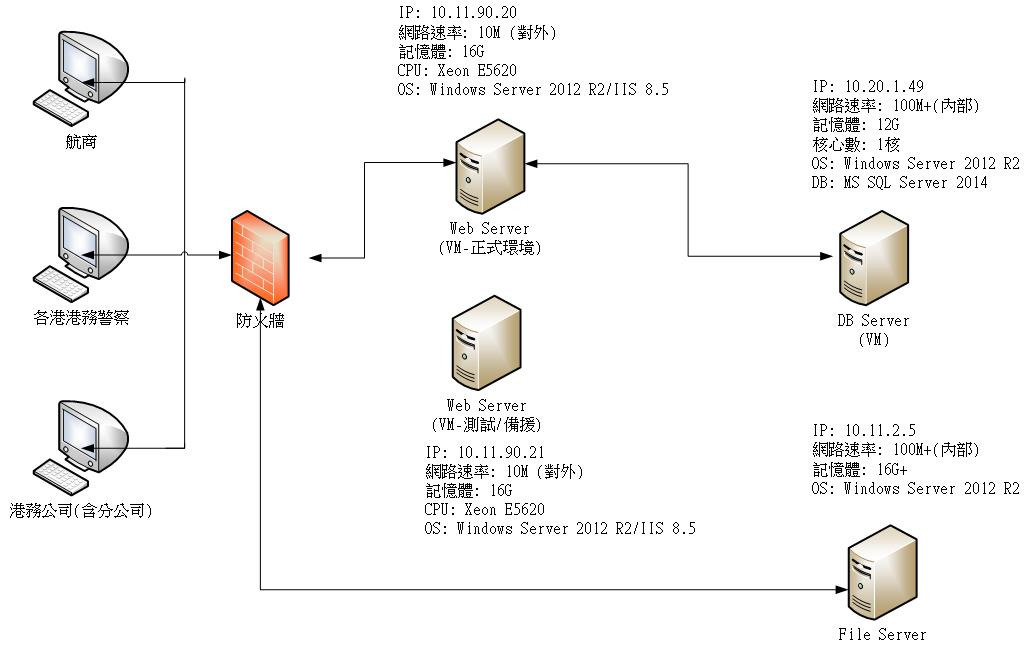 IP: 10.11.90.20
網路速率: 10M (對外)
記憶體: 16G
CPU: Xeon E5620
OS: Windows Server 2012 R2/IIS 8.5
IP: 10.20.1.49
網路速率: 100M+(內部)
記憶體: 12G
核心數: 1核
OS: Windows Server 2012 R2
DB: MS SQL Server 2014
航商
Web Server
(VM-正式環境)
各港港務警察
防火牆
DB Server
(VM)
Web Server
(VM-測試/備援)
IP: 10.11.90.21
網路速率: 10M (對外)
記憶體: 16G
CPU: Xeon E5620
OS: Windows Server 2012 R2/IIS 8.5
IP: 10.11.2.5
網路速率: 100M+(內部)
記憶體: 16G+
OS: Windows Server 2012 R2
港務公司(含分公司)
File Server